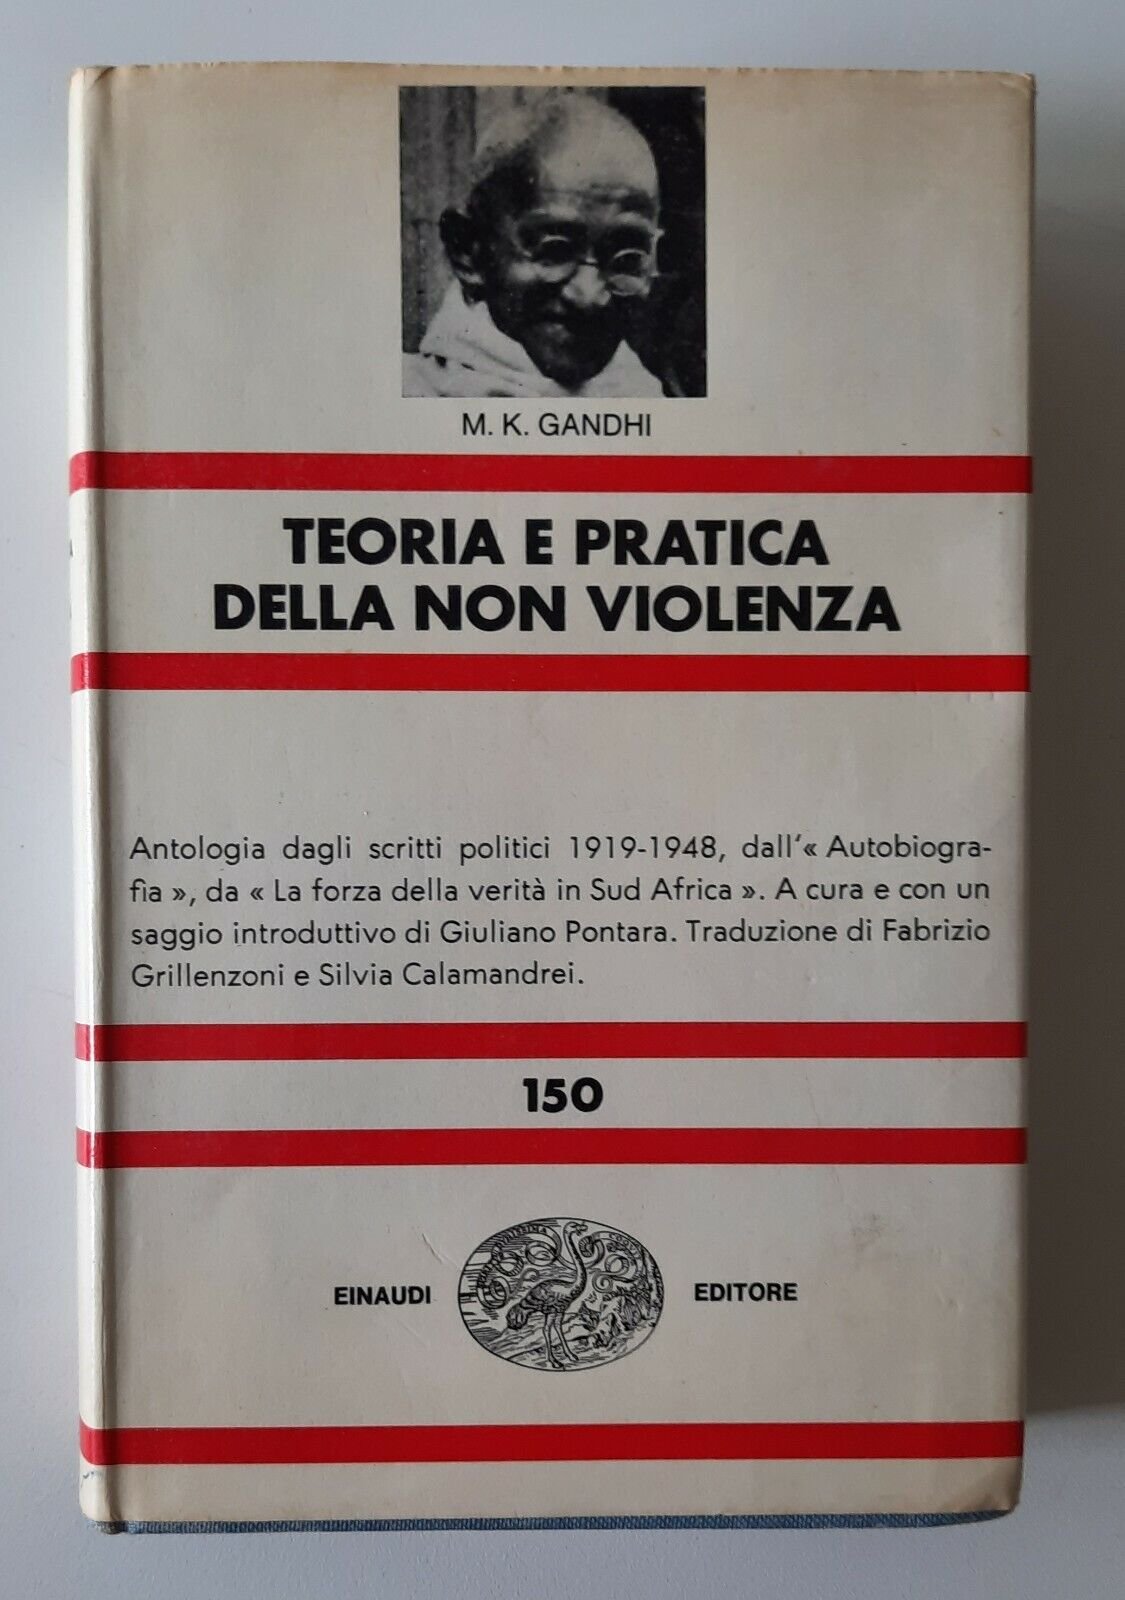 M. K. GANDHI
TEORIA E PRATICA
DELLA NON VIOLENZA
Antologia dagli scritti politici 1919-1948, dall'« Autobiogra-
fia », da « La forza della verità in Sud Africa ». A cura e con un
saggio introduttivo di Giuliano Pontara. Traduzione di Fabrizio
Grillenzoni e Silvia Calamandrei.
150
EINAUDI EDITORE